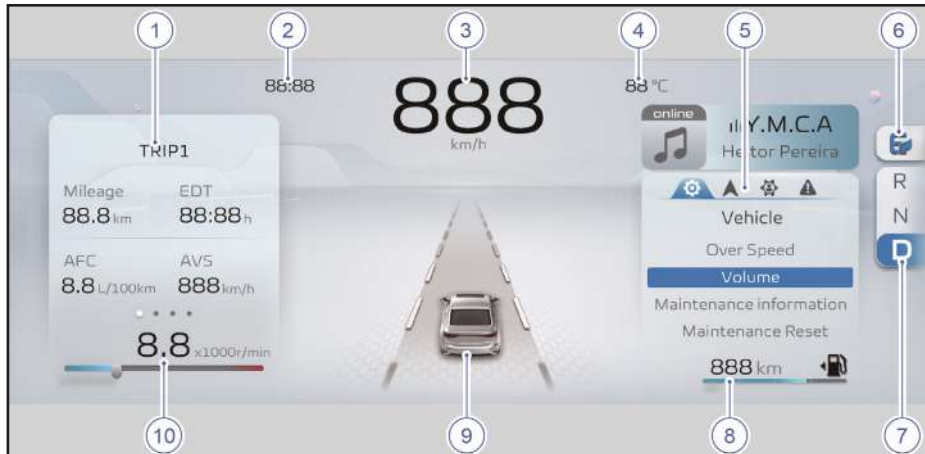 1
2
3
4
5
6
88:88
888
km/h
88 °C
online
Y.M.C.A
Hector Pereira
TRIP1
Mileage
EDT
88.8 km
88:88 h
AFC
AVS
8.8 L/100km
888 km/h
8.8 x1000r/min
Vehicle
Over Speed
Volume
Maintenance information
Maintenance Reset
888 km
R
N
D
10
9
8
7